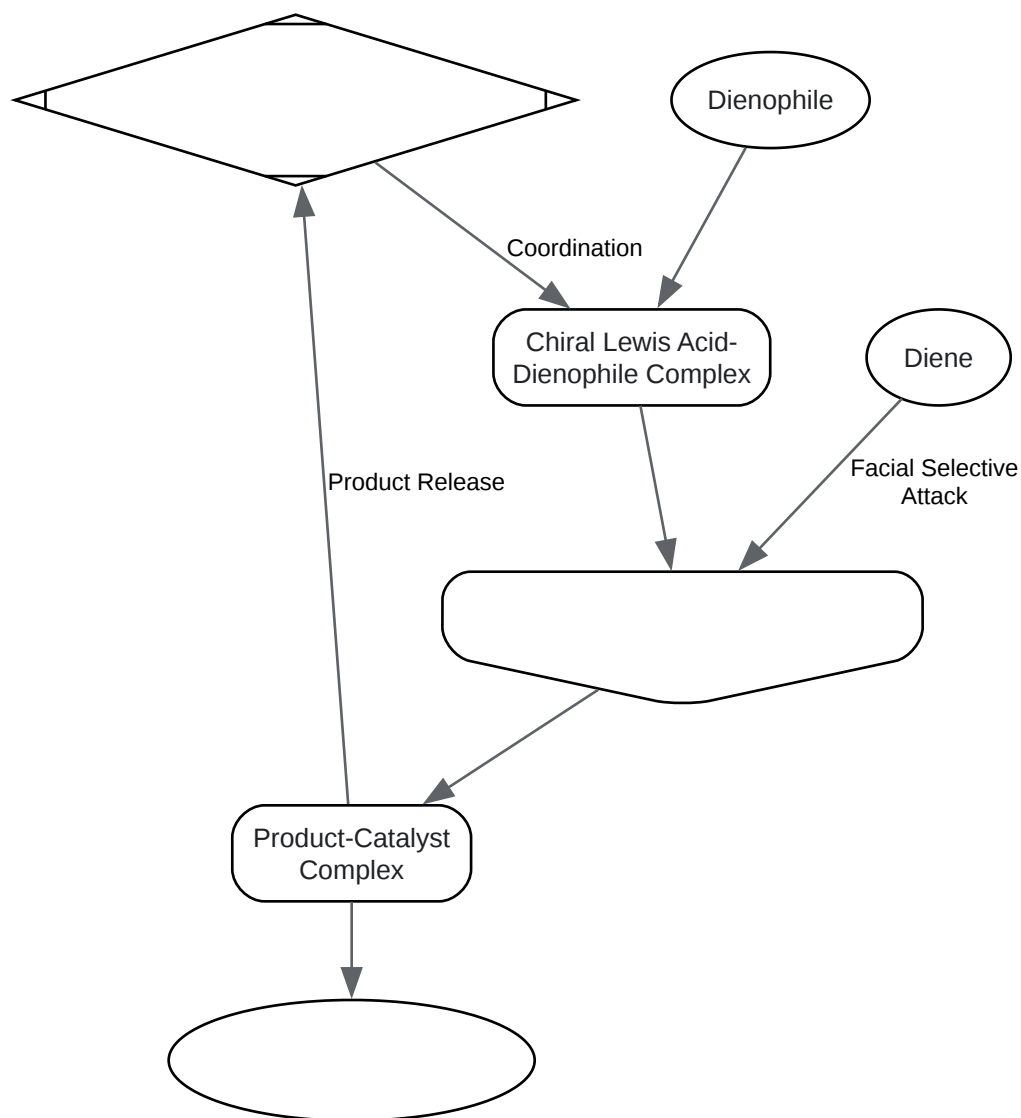 Dienophile
Coordination
Chiral Lewis Acid-
Dienophile Complex
Diene
Facial Selective
Attack
Product Release
Product-Catalyst
Complex